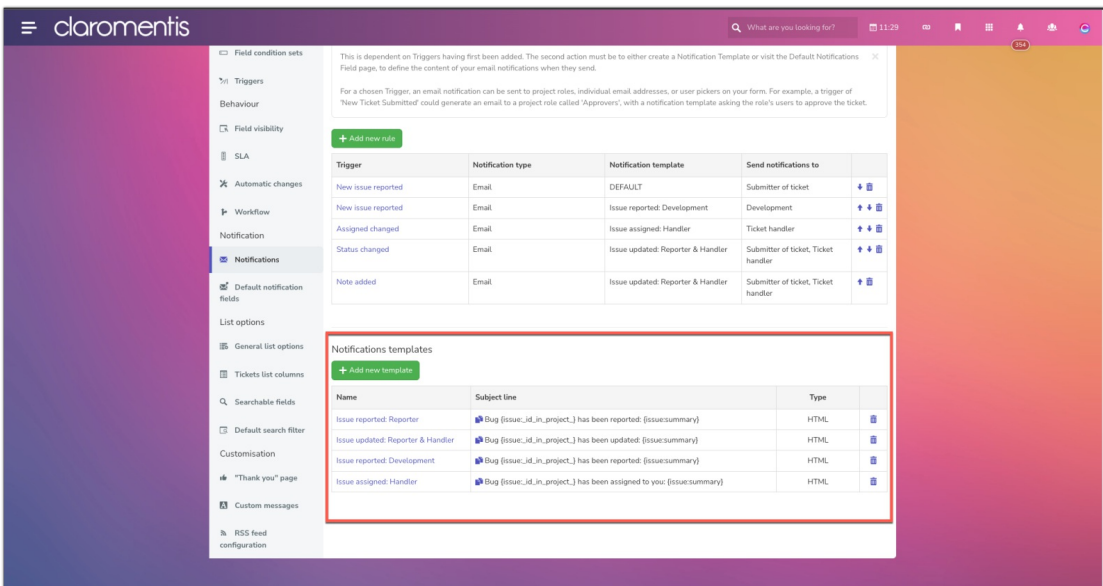 claromentis
What are you looking for?
11:29
354
Field condition sets
Triggers
Behaviour
Field visibility
SLA
Automatic changes
Workflow
Notification
Notifications
Default notification
fields
List options
General list options
Tickets list columns
Searchable fields
Default search filter
Customisation
"Thank you" page
Custom messages
RSS feed
configuration
This is dependent on Triggers having first been added. The second action must be to either create a Notification Template or visit the Default Notifications
Field page, to define the content of your email notifications when they send.
For a chosen Trigger, an email notification can be sent to project roles, individual email addresses, or user pickers on your form. For example, a trigger of
'New Ticket Submitted' could generate an email to a project role called 'Approvers', with a notification template asking the role's users to approve the ticket.
+ Add new rule
Trigger Notification type Notification template Send notifications to
New issue reported Email DEFAULT Submitter of ticket
New issue reported Email Issue reported: Development Development
Assigned changed Email Issue assigned: Handler Ticket handler
Status changed Email Issue updated: Reporter & Handler Submitter of ticket, Ticket
handler
Note added Email Issue updated: Reporter & Handler Submitter of ticket, Ticket
handler
Notifications templates
+ Add new template
Name Subject line Type
Issue reported: Reporter Bug {issue:_id_in_project_} has been reported: {issue:summary} HTML
Issue updated: Reporter & Handler Bug {issue:_id_in_project_} has been updated: {issue:summary} HTML
Issue reported: Development Bug {issue:_id_in_project_} has been reported: {issue:summary} HTML
Issue assigned: Handler Bug {issue:_id_in_project_} has been assigned to you: {issue:summary} HTML